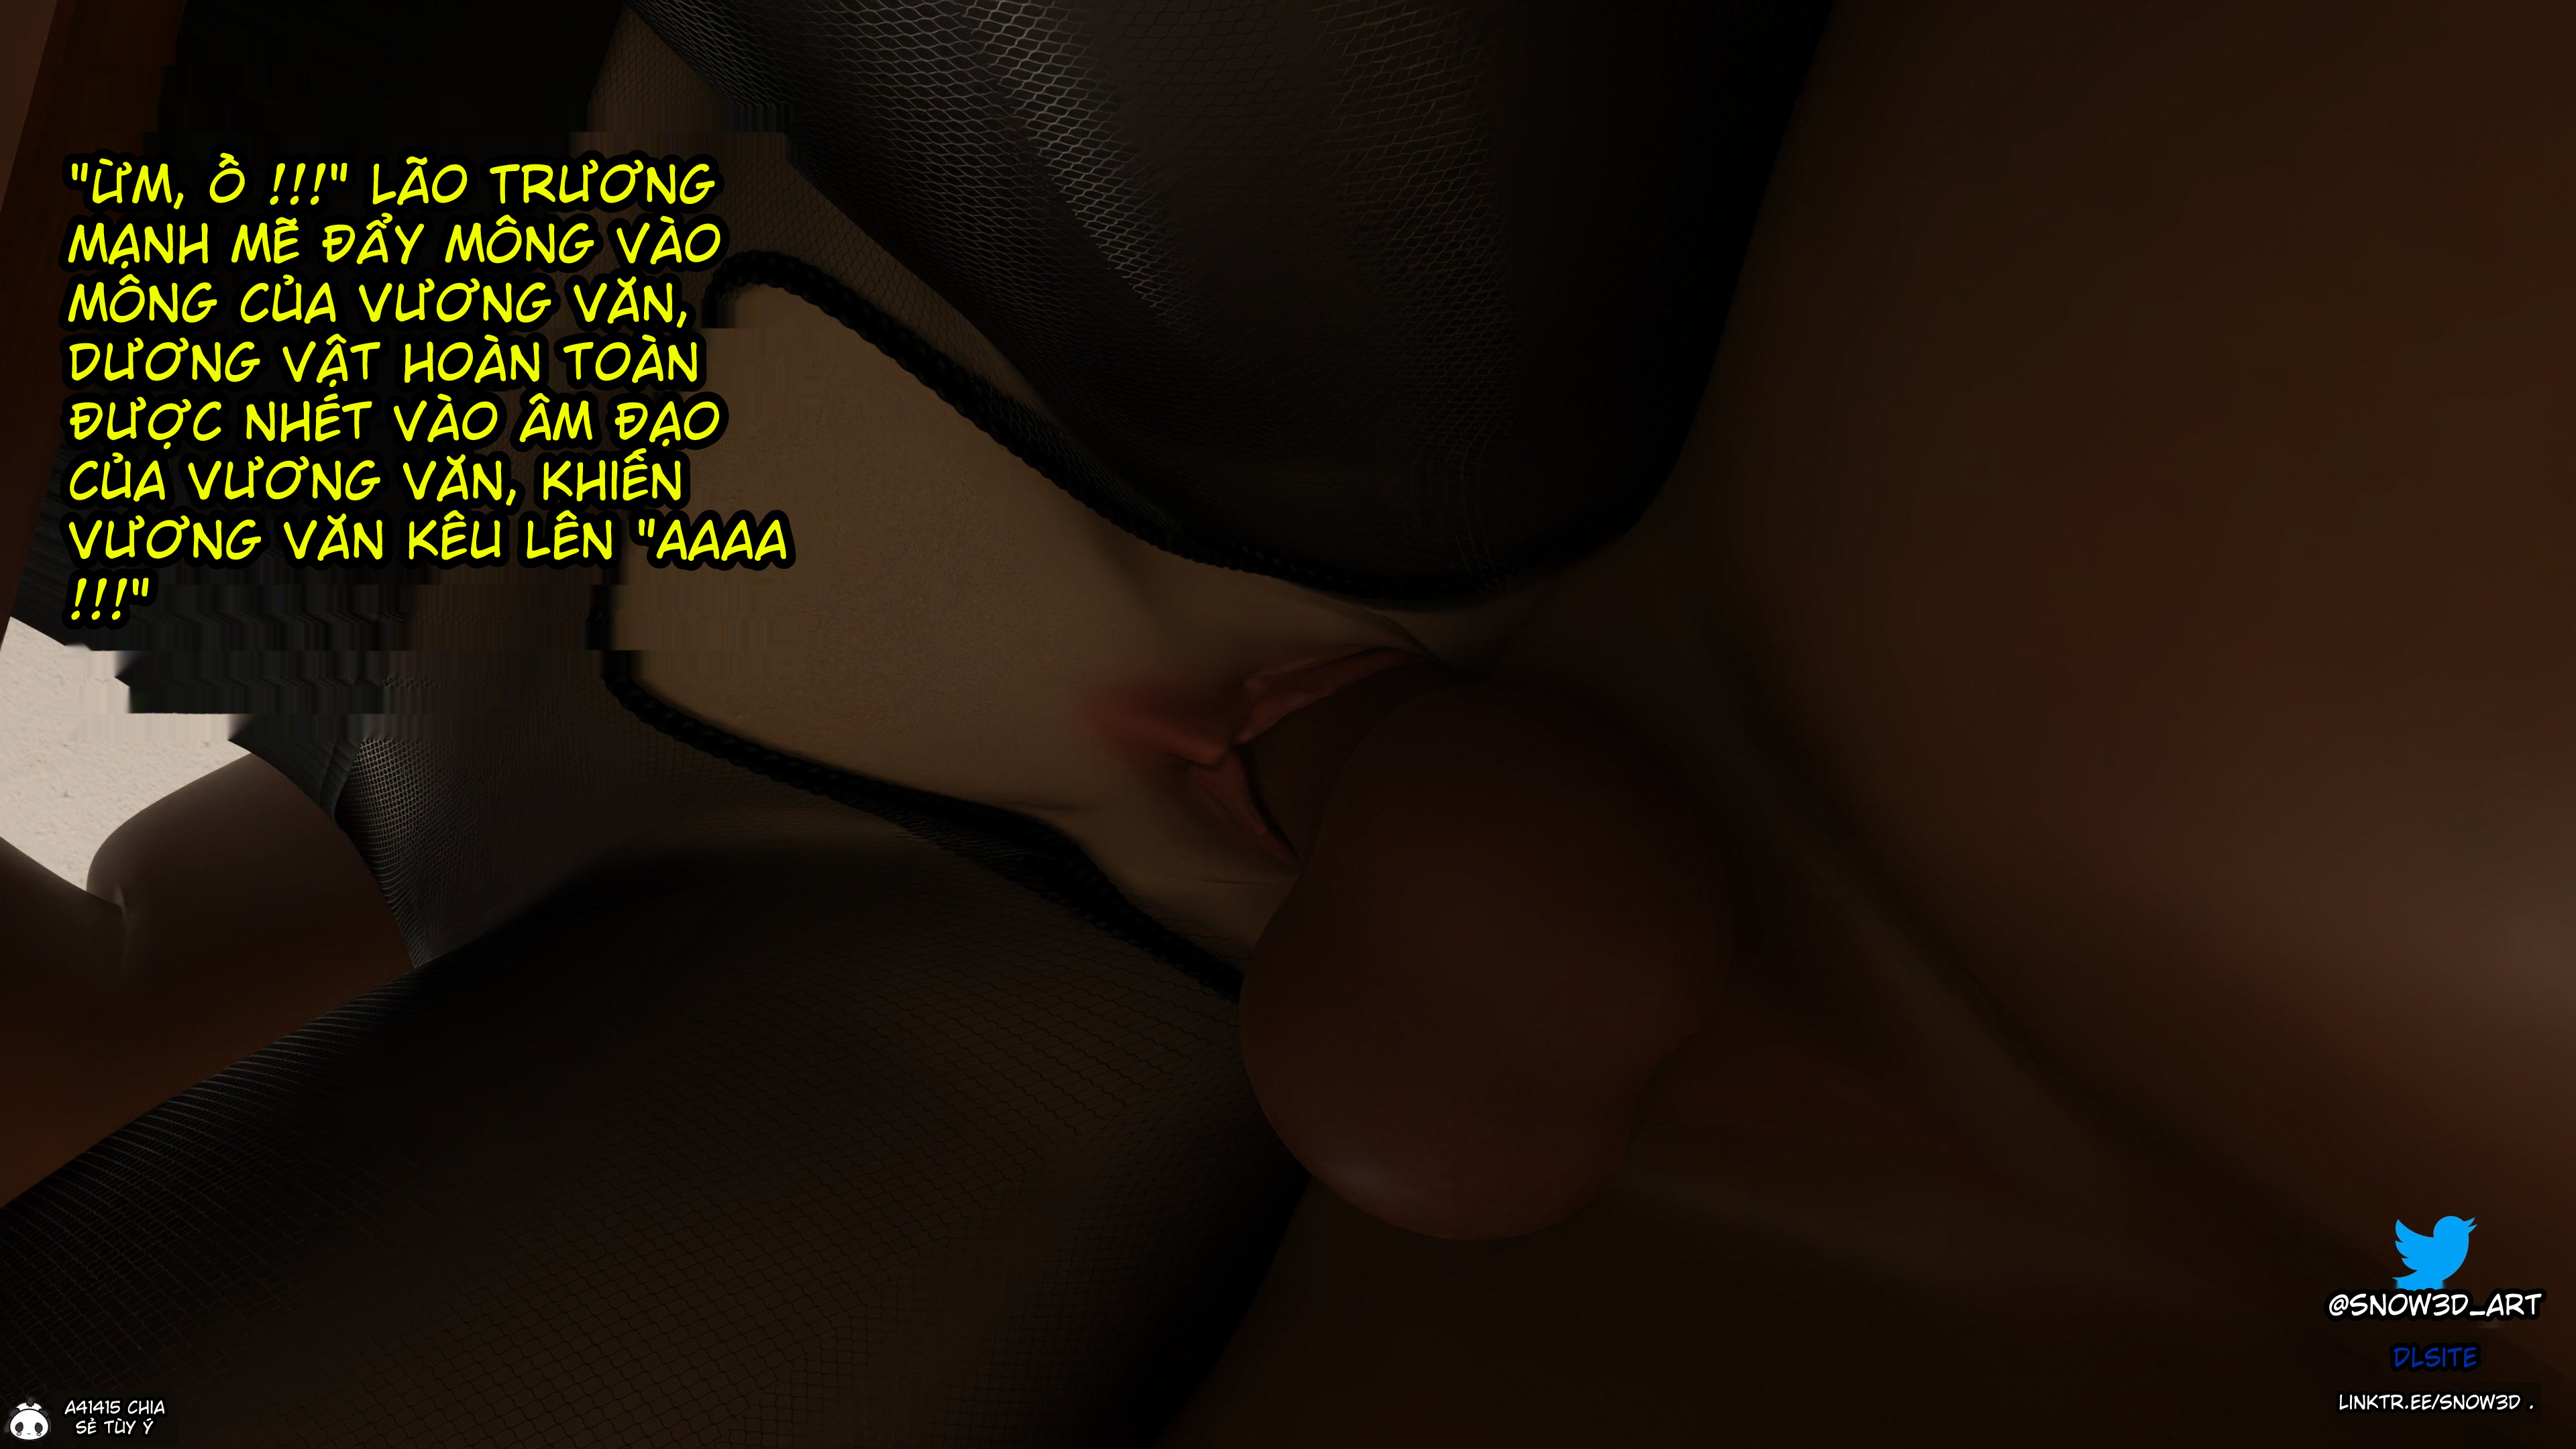 "ỪM, Ồ !!!" LÃO TRƯƠNG
MẠNH MẼ ĐẨY MÔNG VÀO
MÔNG CỦA VƯƠNG VĂN,
DƯƠNG VẬT HOÀN TOÀN
ĐƯỢC NHÉT VÀO ÂM ĐẠO
CỦA VƯƠNG VĂN, KHIẾN
VƯƠNG VĂN KÊU LÊN "AAAA
!!!"
@SNOW3D_ART
DLSITE
LINKTR.EE/SNOW3D .
A41415 CHIA
SẺ TÙY Ý